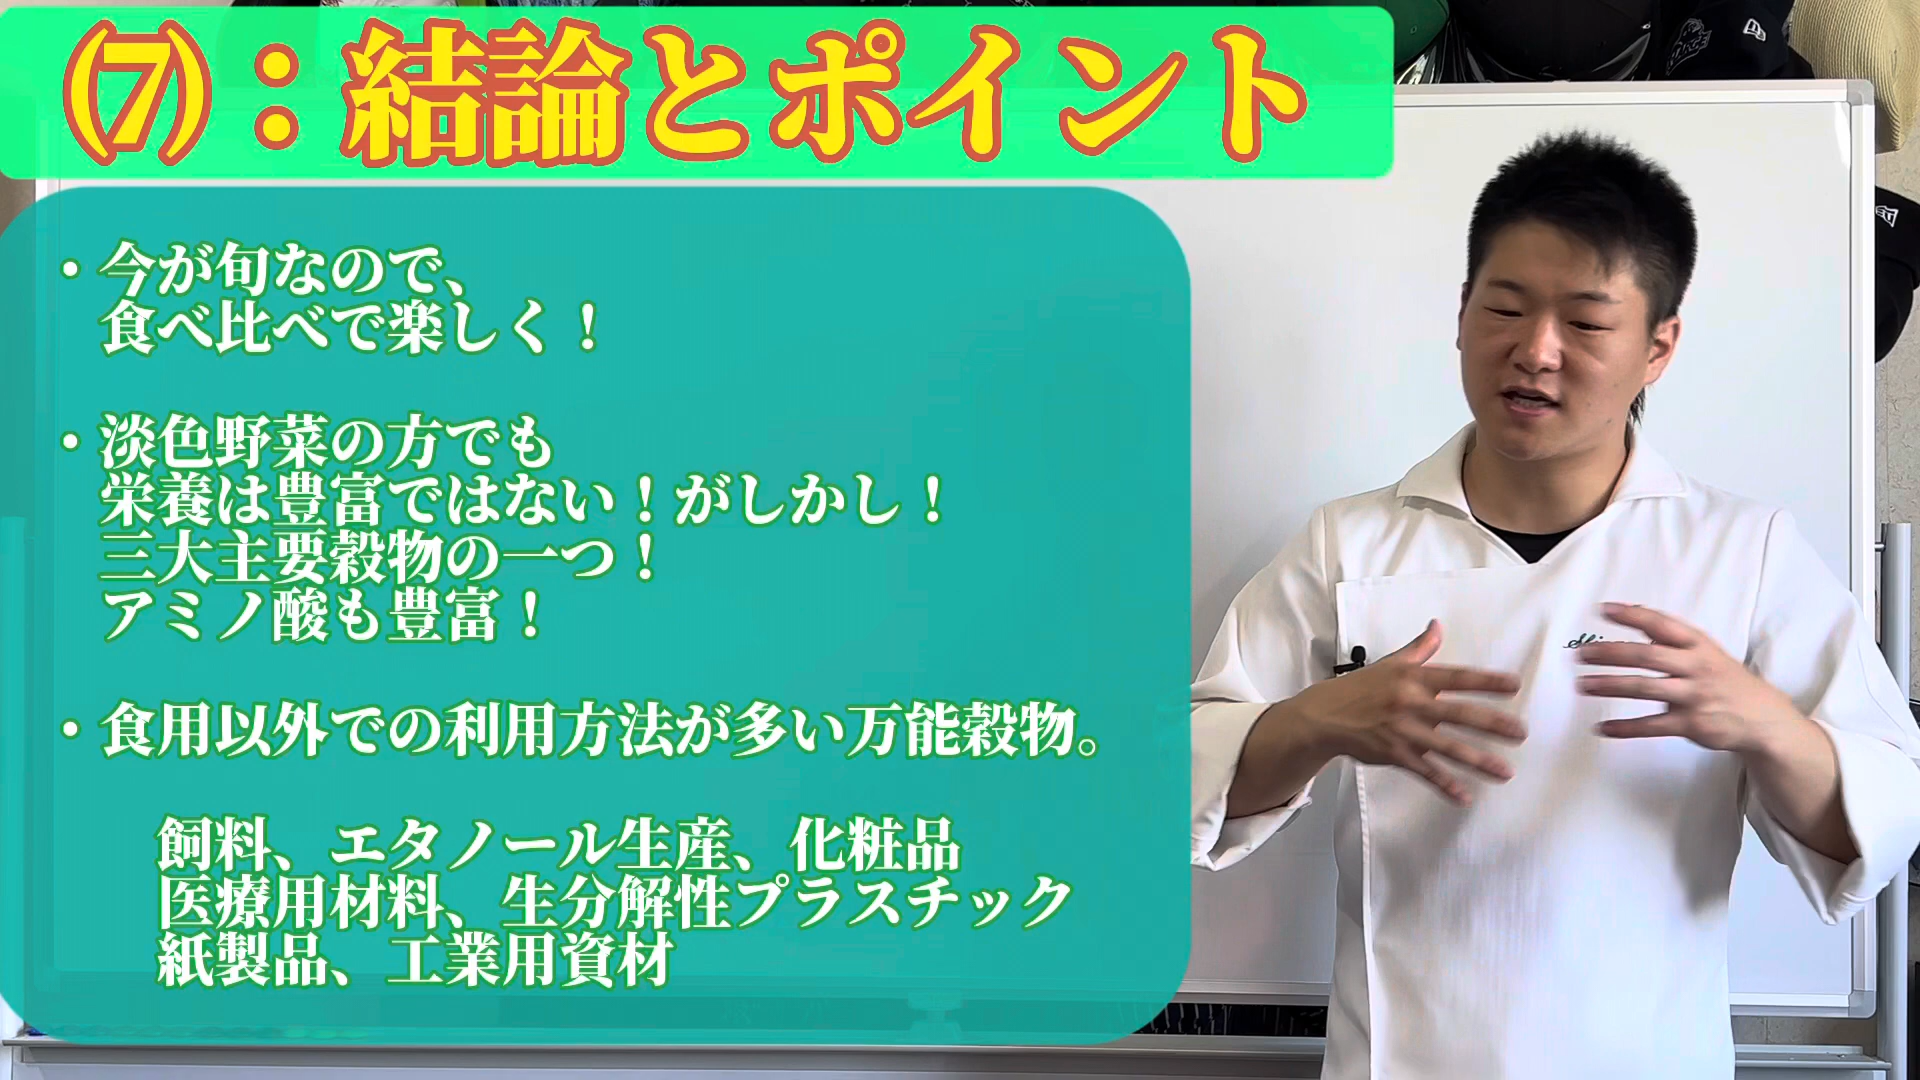 ⑺：結論とポイント
・今が旬なので、
食べ比べで楽しく！
・淡色野菜の方でも
栄養は豊富ではない！がしかし！
三大主要穀物の一つ！
アミノ酸も豊富！
・食用以外での利用方法が多い万能穀物。
飼料、エタノール生産、化粧品
医療用材料、生分解性プラスチック
紙製品、工業用資材